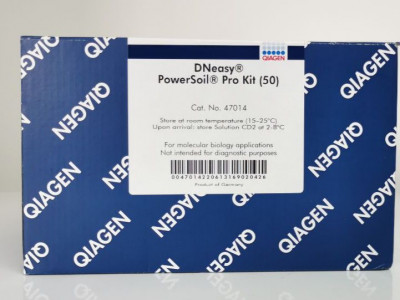 DNeasy®
PowerSoil® Pro Kit (50)
QIAGEN
Cat. No. 47014
Store at room temperature (15–25°C)
Upon arrival: store Solution CD2 at 2-8°C
For molecular biology applications
Not intended for diagnostic purposes
Product of Germany
QIAGEN
QIAGEN
QIAGEN
QIAGEN
QIAGEN
QIAGEN
QIAGEN